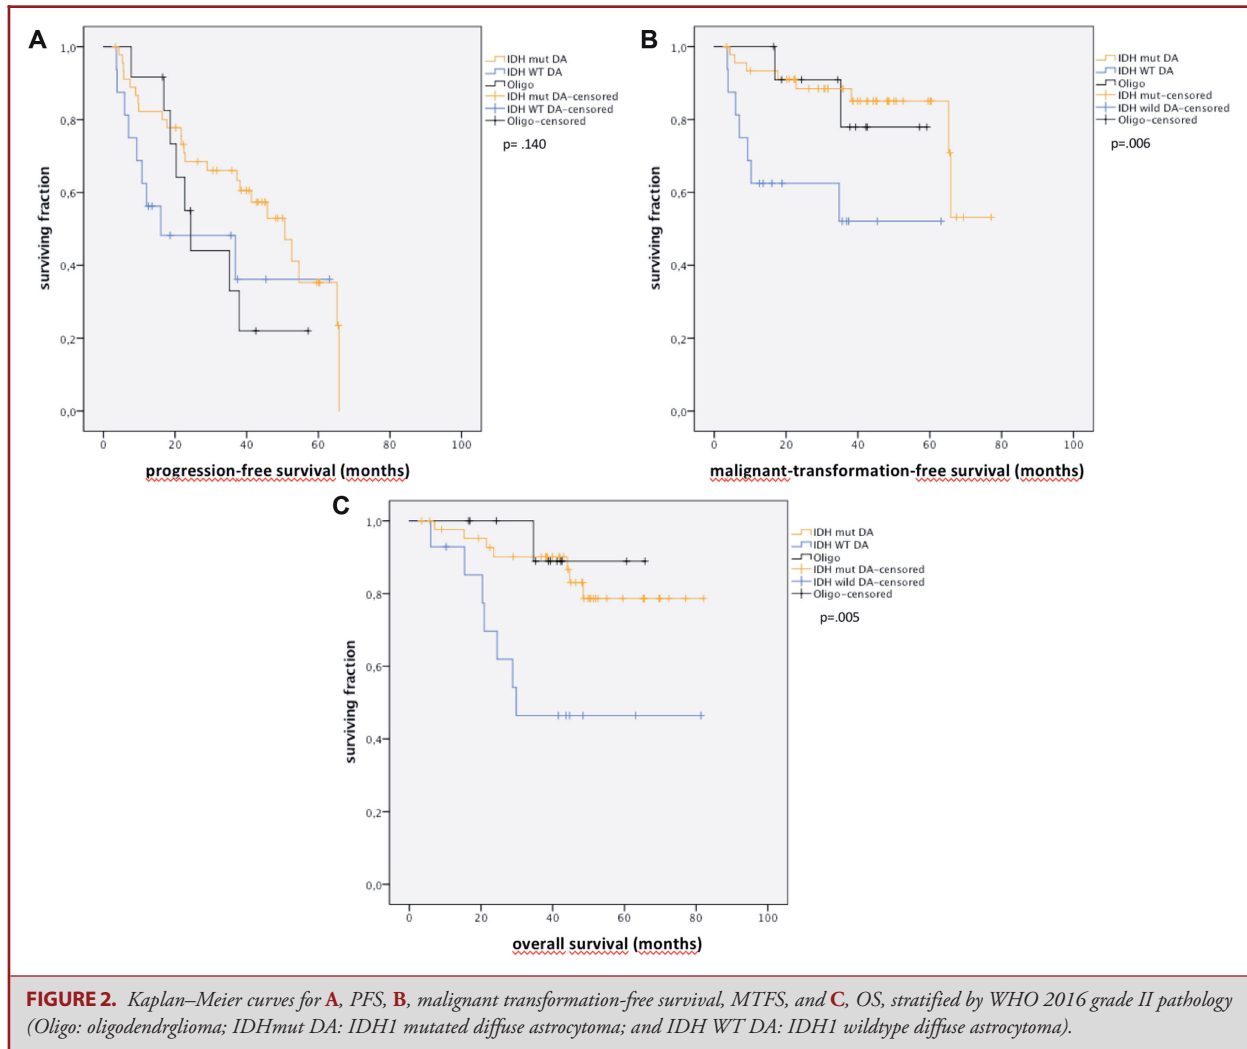 A
1,0
0,8
0,6
0,4
0,2
0,0
surviving fraction
0 20 40 60 80 100
progression-free survival (months)
IDH mut DA
IDH WT DA
Oligo
IDH mut DA-censored
IDH WT DA-censored
Oligo-censored
p= .140
B
1,0
0,8
0,6
0,4
0,2
0,0
surviving fraction
0 20 40 60 80 100
malignant-transformation-free survival (months)
IDH mut DA
IDH WT DA
Oligo
IDH mut-censored
IDH wild DA-censored
Oligo-censored
p=.006
C
1,0
0,8
0,6
0,4
0,2
0,0
surviving fraction
0 20 40 60 80 100
overall survival (months)
IDH mut DA
IDH WT DA
Oligo
IDH mut DA-censored
IDH wild DA-censored
Oligo-censored
p=.005
FIGURE 2. Kaplan–Meier curves for A, PFS, B, malignant transformation-free survival, MTFS, and C, OS, stratified by WHO 2016 grade II pathology
(Oligo: oligodendrglioma; IDHmut DA: IDH1 mutated diffuse astrocytoma; and IDH WT DA: IDH1 wildtype diffuse astrocytoma).